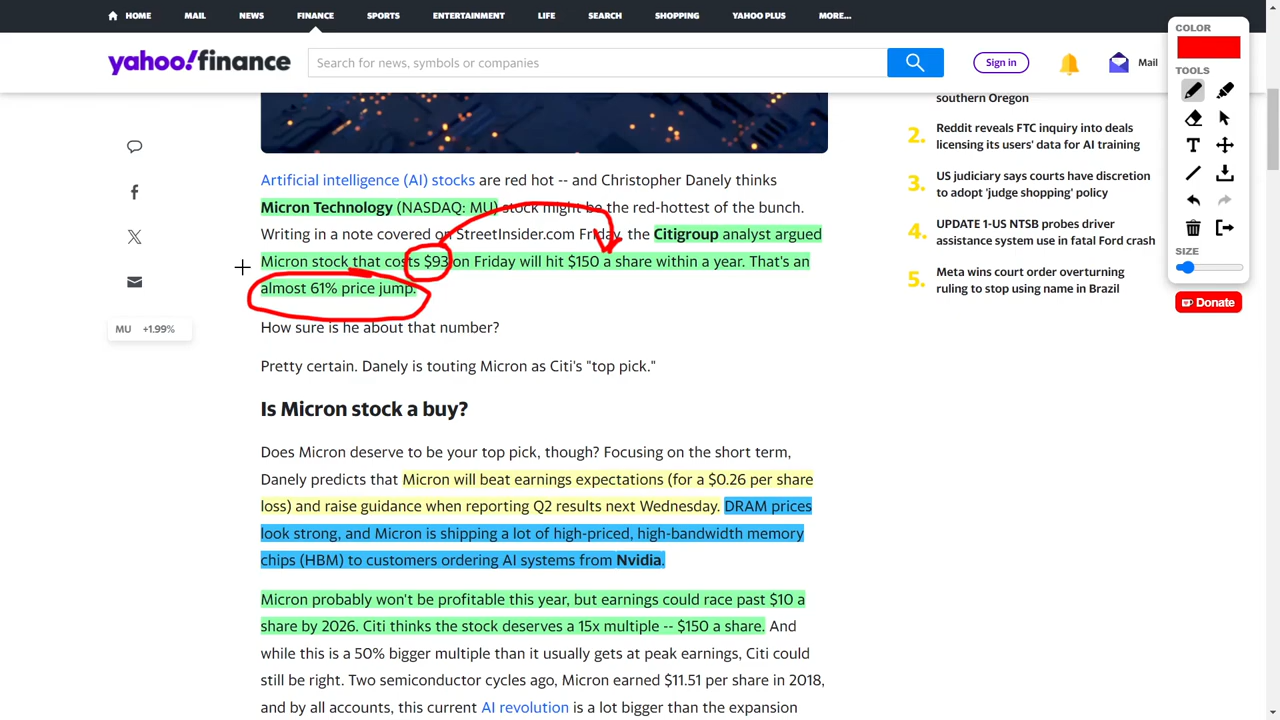 HOME MAIL NEWS FINANCE SPORTS ENTERTAINMENT LIFE SEARCH SHOPPING YAHOO PLUS MORE...
yahoo!finance
Search for news, symbols or companies
Sign in
Mail
COLOR
TOOLS
SIZE
Donate
MU +1.99%
Artificial intelligence (AI) stocks are red hot -- and Christopher Danely thinks
Micron Technology (NASDAQ: MU) stock might be the red-hottest of the bunch.
Writing in a note covered on StreetInsider.com Friday, the Citigroup analyst argued
Micron stock that costs $93 on Friday will hit $150 a share within a year. That's an
almost 61% price jump.
How sure is he about that number?
Pretty certain. Danely is touting Micron as Citi's "top pick."
Is Micron stock a buy?
Does Micron deserve to be your top pick, though? Focusing on the short term,
Danely predicts that Micron will beat earnings expectations (for a $0.26 per share
loss) and raise guidance when reporting Q2 results next Wednesday. DRAM prices
look strong, and Micron is shipping a lot of high-priced, high-bandwidth memory
chips (HBM) to customers ordering AI systems from Nvidia.
Micron probably won't be profitable this year, but earnings could race past $10 a
share by 2026. Citi thinks the stock deserves a 15x multiple -- $150 a share. And
while this is a 50% bigger multiple than it usually gets at peak earnings, Citi could
still be right. Two semiconductor cycles ago, Micron earned $11.51 per share in 2018,
and by all accounts, this current AI revolution is a lot bigger than the expansion
southern Oregon
2. Reddit reveals FTC inquiry into deals
licensing its users' data for AI training
3. US judiciary says courts have discretion
to adopt 'judge shopping' policy
4. UPDATE 1-US NTSB probes driver
assistance system use in fatal Ford crash
5. Meta wins court order overturning
ruling to stop using name in Brazil